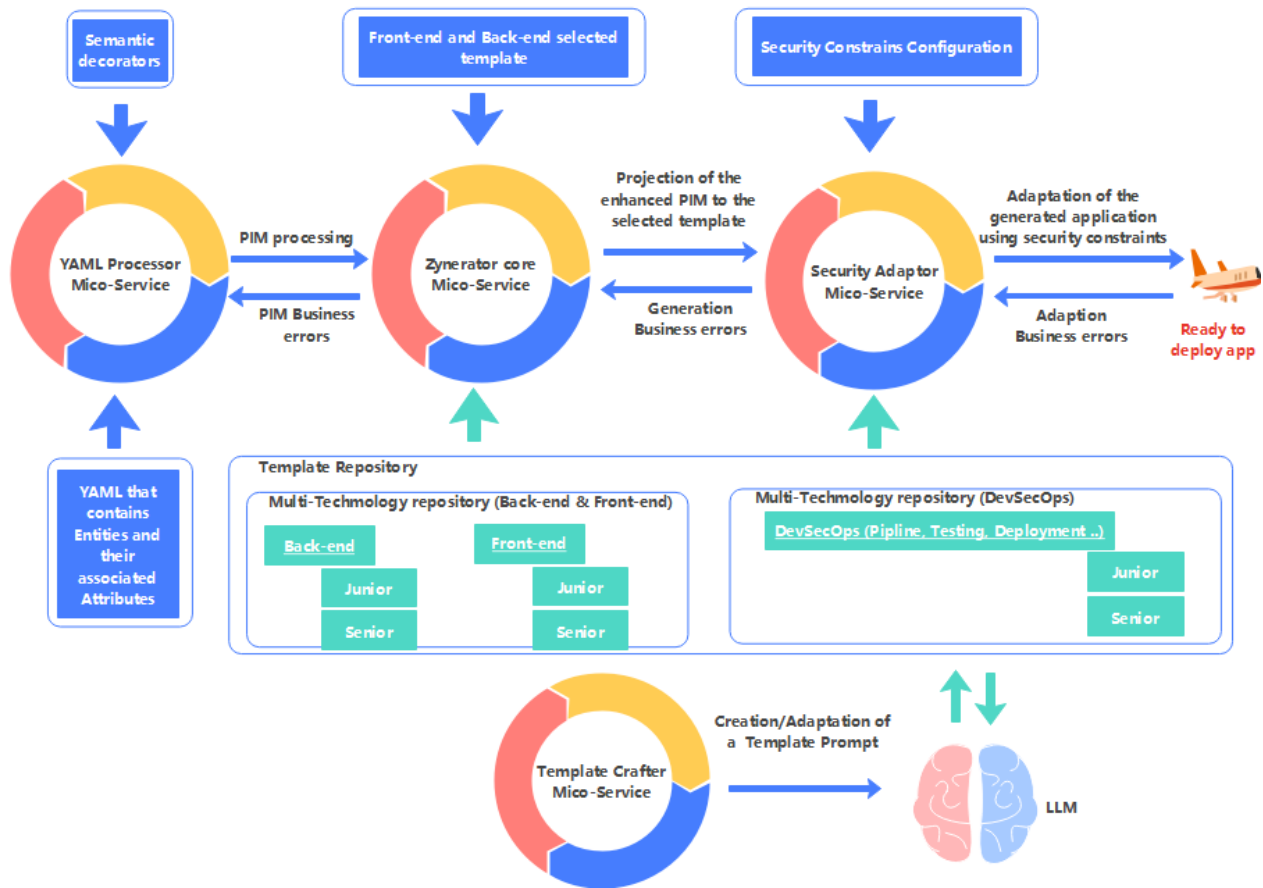 Semantic
decorators
Front-end and Back-end selected
template
Security Constrains Configuration
YAML Processor
Mico-Service
PIM processing
PIM Business
errors
Zynerator core
Mico-Service
Projection of the
enhanced PIM to the
selected template
Generation
Business errors
Security Adaptor
Mico-Service
Adaptation of the
generated application
using security constraints
Adaption
Business errors
Ready to
deploy app
YAML that
contains
Entities and
their
associated
Attributes
Template Repository
Multi-Technology repository (Back-end & Front-end)
Back-end
Junior
Senior
Front-end
Junior
Senior
Multi-Technology repository (DevSecOps)
DevSecOps (Pipline, Testing, Deployment ..)
Junior
Senior
Template Crafter
Mico-Service
Creation/Adaptation of
a Template Prompt
LLM